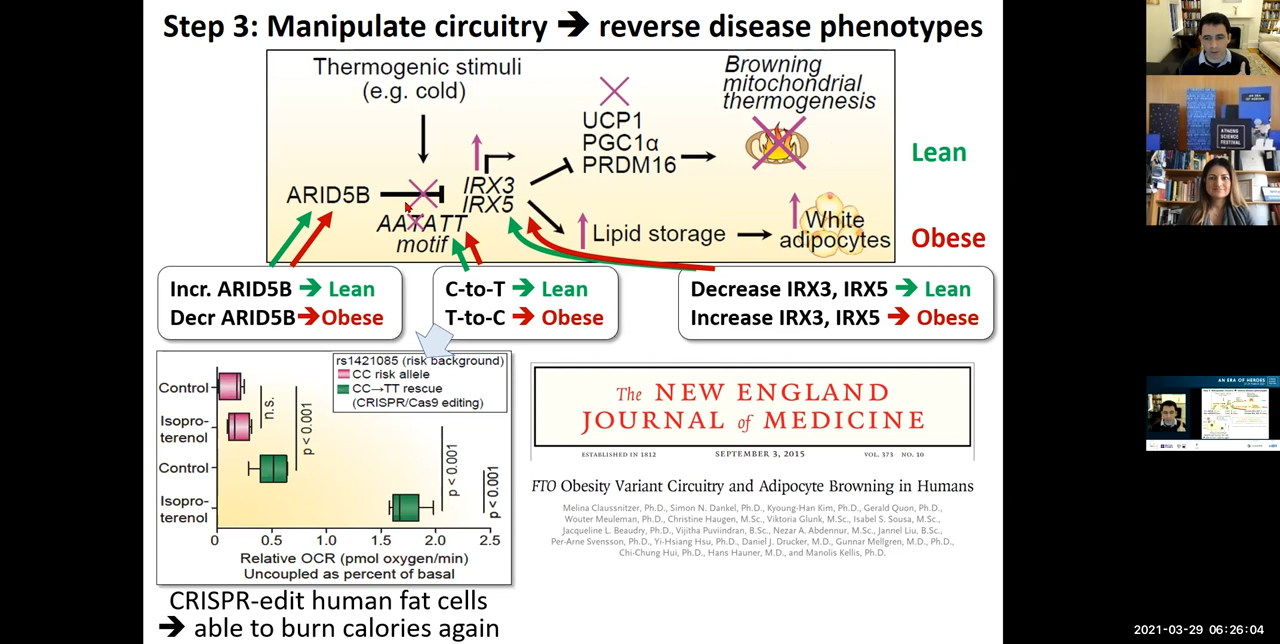 Step 3: Manipulate circuitry ➔ reverse disease phenotypes
Thermogenic stimuli
(e.g. cold)
Browning
mitochondrial
thermogenesis
UCP1
PGC1α
PRDM16
Lean
ARID5B
IRX3
IRX5
AATATT
motif
Lipid storage
White
adipocytes
Obese
Incr. ARID5B ➔ Lean
Decr ARID5B➔Obese
C-to-T ➔ Lean
T-to-C ➔ Obese
Decrease IRX3, IRX5 ➔ Lean
Increase IRX3, IRX5 ➔ Obese
rs1421085 (risk background)
CC risk allele
CC→TT rescue
(CRISPR/Cas9 editing)
Control
Isopro-
terenol
Control
Isopro-
terenol
n.s.
p < 0.001
p < 0.001
p < 0.001
0 0.5 1.0 1.5 2.0 2.5
Relative OCR (pmol oxygen/min)
Uncoupled as percent of basal
CRISPR-edit human fat cells
➔ able to burn calories again
The NEW ENGLAND
JOURNAL of MEDICINE
ESTABLISHED IN 1812 SEPTEMBER 3, 2015 VOL. 373 NO. 10
FTO Obesity Variant Circuitry and Adipocyte Browning in Humans
Melina Claussnitzer, Ph.D., Simon N. Dankel, Ph.D., Kyoung-Han Kim, Ph.D., Gerald Quon, Ph.D.,
Wouter Meuleman, Ph.D., Christine Haugen, M.Sc., Viktoria Glunk, M.Sc., Isabel S. Sousa, M.Sc.,
Jacqueline L. Beaudry, Ph.D., Vijitha Puviindran, B.Sc., Nezar A. Abdennur, M.Sc., Jannel Liu, B.Sc.,
Per-Arne Svensson, Ph.D., Yi-Hsiang Hsu, Ph.D., Daniel J. Drucker, M.D., Gunnar Mellgren, M.D., Ph.D.,
Chi-Chung Hui, Ph.D., Hans Hauner, M.D., and Manolis Kellis, Ph.D.
ATHENS
SCIENCE
FESTIVAL
AN ERA OF HEROES
2021-03-29 06:26:04